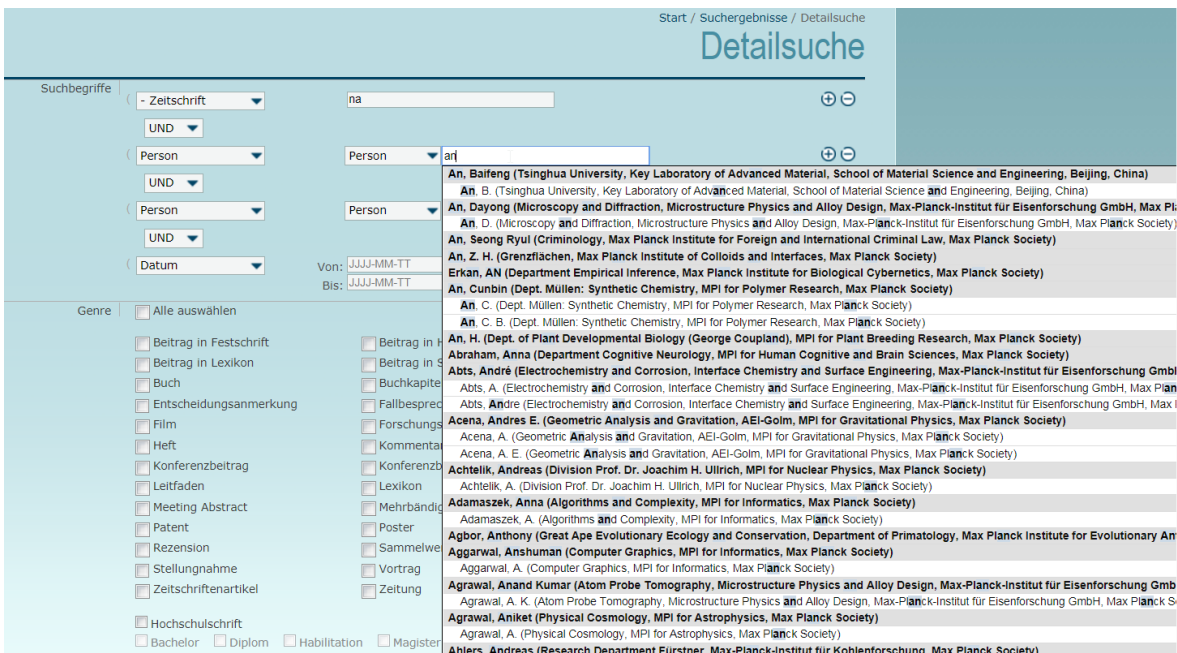 Start / Suchergebnisse / Detailsuche
Detailsuche
Suchbegriffe
( - Zeitschrift na
UND
( Person Person an
UND
( Person Person
UND
( Datum Von: JJJJ-MM-TT
Bis: JJJJ-MM-TT
An, Baifeng (Tsinghua University, Key Laboratory of Advanced Material, School of Material Science and Engineering, Beijing, China)
An, B. (Tsinghua University, Key Laboratory of Advanced Material, School of Material Science and Engineering, Beijing, China)
An, Dayong (Microscopy and Diffraction, Microstructure Physics and Alloy Design, Max-Planck-Institut für Eisenforschung GmbH, Max Pla
An, D. (Microscopy and Diffraction, Microstructure Physics and Alloy Design, Max-Planck-Institut für Eisenforschung GmbH, Max Planck Society)
An, Seong Ryul (Criminology, Max Planck Institute for Foreign and International Criminal Law, Max Planck Society)
An, Z. H. (Grenzflächen, Max Planck Institute of Colloids and Interfaces, Max Planck Society)
Erkan, AN (Department Empirical Inference, Max Planck Institute for Biological Cybernetics, Max Planck Society)
An, Cunbin (Dept. Müllen: Synthetic Chemistry, MPI for Polymer Research, Max Planck Society)
An, C. (Dept. Müllen: Synthetic Chemistry, MPI for Polymer Research, Max Planck Society)
An, C. B. (Dept. Müllen: Synthetic Chemistry, MPI for Polymer Research, Max Planck Society)
An, H. (Dept. of Plant Developmental Biology (George Coupland), MPI for Plant Breeding Research, Max Planck Society)
Abraham, Anna (Department Cognitive Neurology, MPI for Human Cognitive and Brain Sciences, Max Planck Society)
Abts, André (Electrochemistry and Corrosion, Interface Chemistry and Surface Engineering, Max-Planck-Institut für Eisenforschung Gmbl
Abts, A. (Electrochemistry and Corrosion, Interface Chemistry and Surface Engineering, Max-Planck-Institut für Eisenforschung GmbH, Max Plan
Abts, Andre (Electrochemistry and Corrosion, Interface Chemistry and Surface Engineering, Max-Planck-Institut für Eisenforschung GmbH, Max
Acena, Andres E. (Geometric Analysis and Gravitation, AEI-Golm, MPI for Gravitational Physics, Max Planck Society)
Acena, A. (Geometric Analysis and Gravitation, AEI-Golm, MPI for Gravitational Physics, Max Planck Society)
Acena, A. E. (Geometric Analysis and Gravitation, AEI-Golm, MPI for Gravitational Physics, Max Planck Society)
Achtelik, Andreas (Division Prof. Dr. Joachim H. Ullrich, MPI for Nuclear Physics, Max Planck Society)
Achtelik, A. (Division Prof. Dr. Joachim H. Ullrich, MPI for Nuclear Physics, Max Planck Society)
Adamaszek, Anna (Algorithms and Complexity, MPI for Informatics, Max Planck Society)
Adamaszek, A. (Algorithms and Complexity, MPI for Informatics, Max Planck Society)
Agbor, Anthony (Great Ape Evolutionary Ecology and Conservation, Department of Primatology, Max Planck Institute for Evolutionary An
Aggarwal, Anshuman (Computer Graphics, MPI for Informatics, Max Planck Society)
Aggarwal, A. (Computer Graphics, MPI for Informatics, Max Planck Society)
Agrawal, Anand Kumar (Atom Probe Tomography, Microstructure Physics and Alloy Design, Max-Planck-Institut für Eisenforschung Gmb
Agrawal, A. K. (Atom Probe Tomography, Microstructure Physics and Alloy Design, Max-Planck-Institut für Eisenforschung GmbH, Max Planck S
Agrawal, Aniket (Physical Cosmology, MPI for Astrophysics, Max Planck Society)
Agrawal, A. (Physical Cosmology, MPI for Astrophysics, Max Planck Society)
Ahlers, Andreas (Research Department Fürstner, Max-Planck-Institut für Kohlenforschung, Max Planck Society)
Genre Alle auswählen
Beitrag in Festschrift Beitrag in H
Beitrag in Lexikon Beitrag in S
Buch Buchkapite
Entscheidungsanmerkung Fallbesprec
Film Forschungs
Heft Kommentar
Konferenzbeitrag Konferenzb
Leitfaden Lexikon
Meeting Abstract Mehrbändig
Patent Poster
Rezension Sammelwe
Stellungnahme Vortrag
Zeitschriftenartikel Zeitung
Hochschulschrift
Bachelor Diplom Habilitation Magister